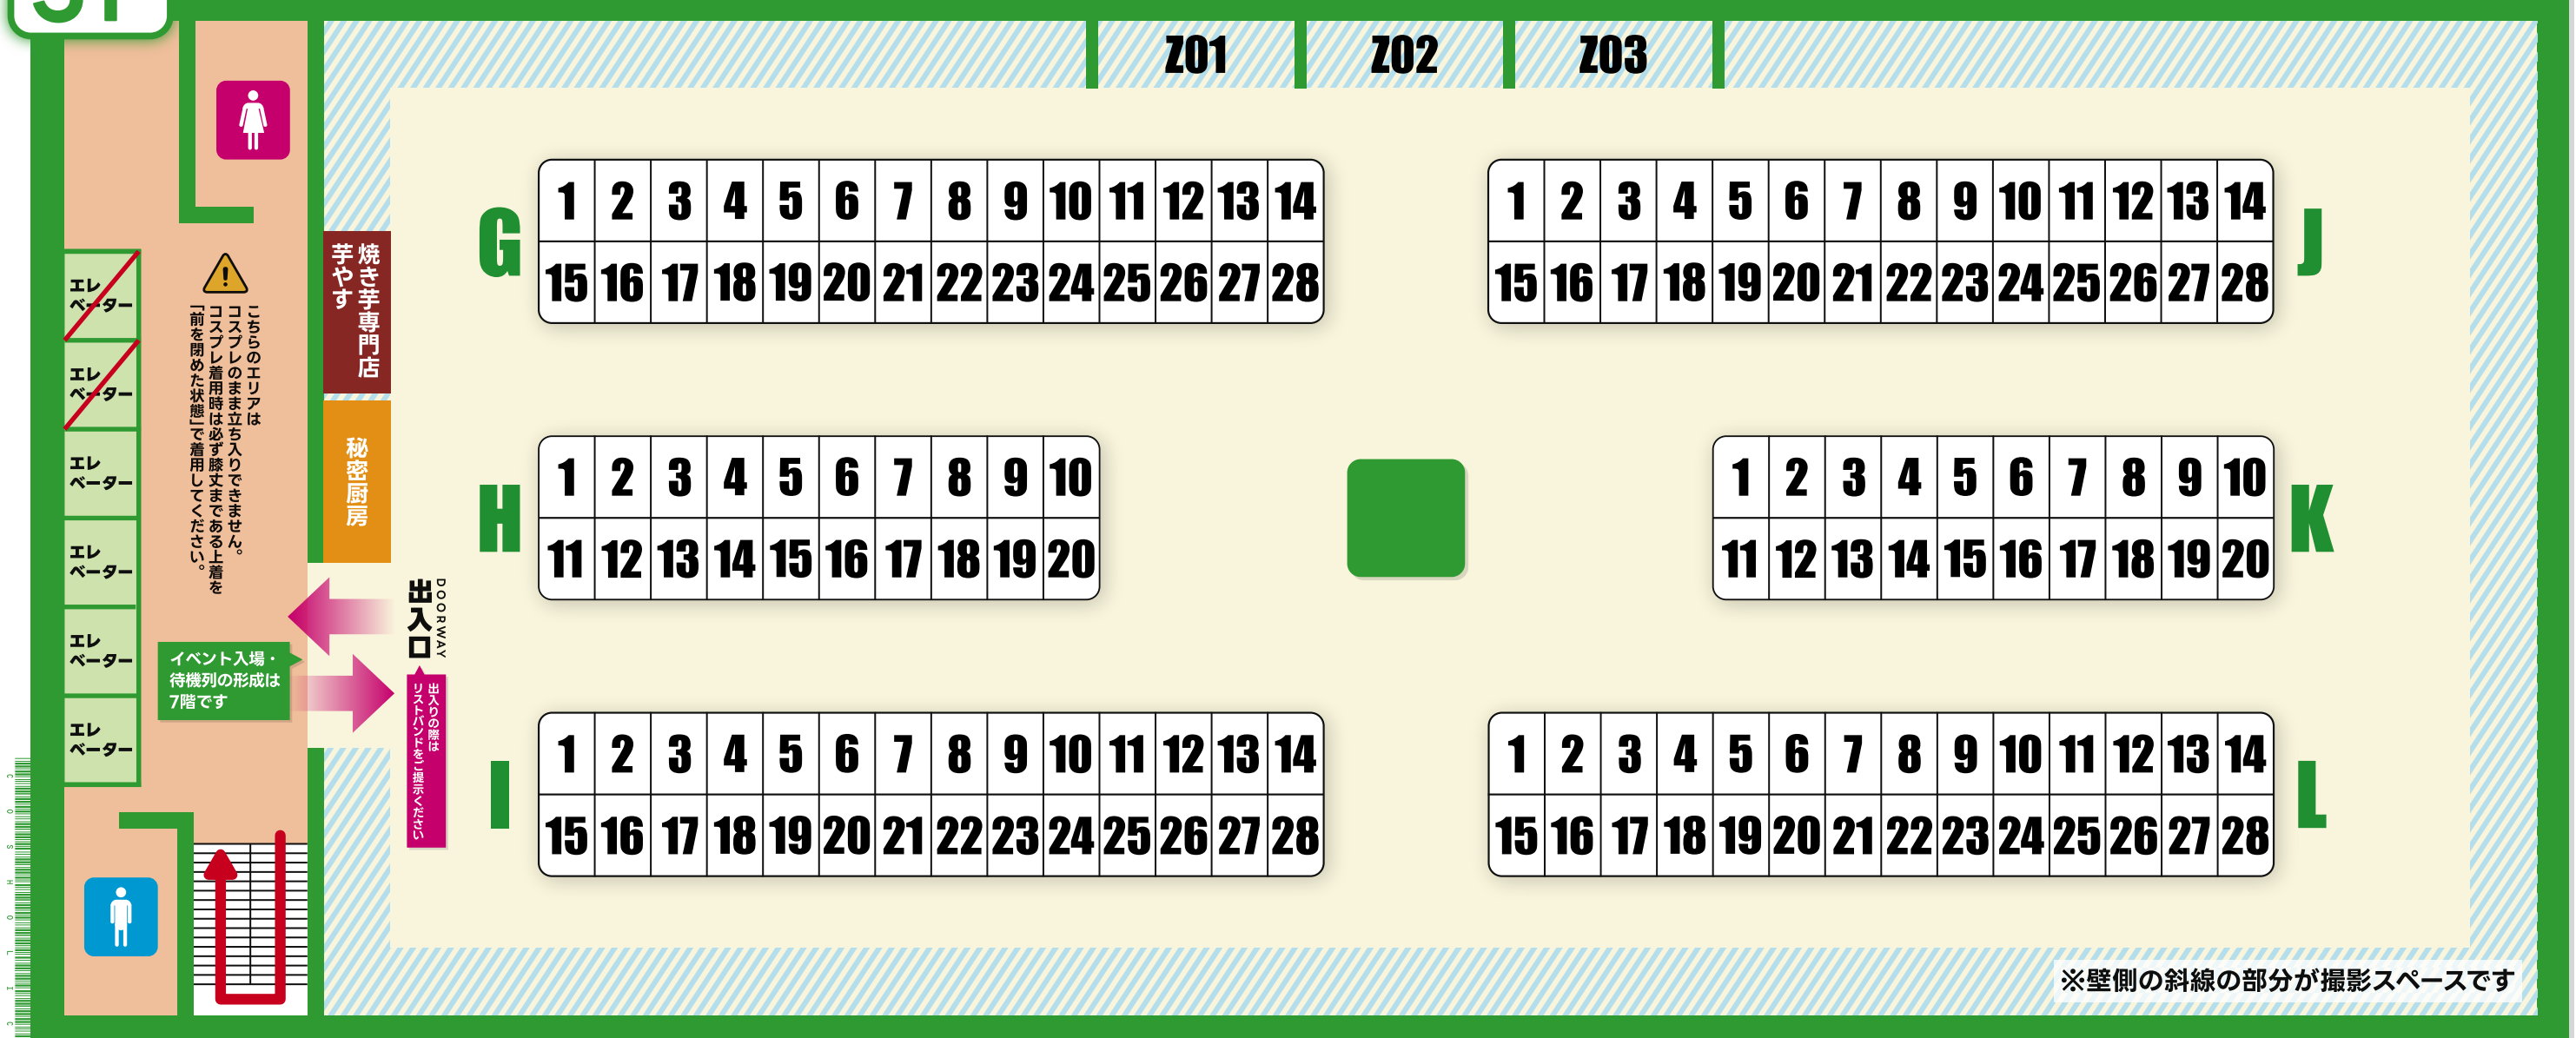 Z01
Z02
Z03
G
1 2 3 4 5 6 7 8 9 10 11 12 13 14
15 16 17 18 19 20 21 22 23 24 25 26 27 28
1 2 3 4 5 6 7 8 9 10 11 12 13 14
15 16 17 18 19 20 21 22 23 24 25 26 27 28
J
焼き芋専門店
芋やす
秘密厨房
エレ
ベーター
エレ
ベーター
エレ
ベーター
エレ
ベーター
エレ
ベーター
エレ
ベーター
こちらのエリアは
コスプレのまま立ち入りできません。
コスプレ着用時は必ず膝丈まである上着を
「前を閉めた状態」で着用してください。
H
1 2 3 4 5 6 7 8 9 10
11 12 13 14 15 16 17 18 19 20
1 2 3 4 5 6 7 8 9 10
11 12 13 14 15 16 17 18 19 20
K
DOORWAY
出入口
イベント入場・
待機列の形成は
7階です
出入りの際は
リストバンドをご提示ください
I
1 2 3 4 5 6 7 8 9 10 11 12 13 14
15 16 17 18 19 20 21 22 23 24 25 26 27 28
1 2 3 4 5 6 7 8 9 10 11 12 13 14
15 16 17 18 19 20 21 22 23 24 25 26 27 28
L
COSHOLIC
※壁側の斜線の部分が撮影スペースです